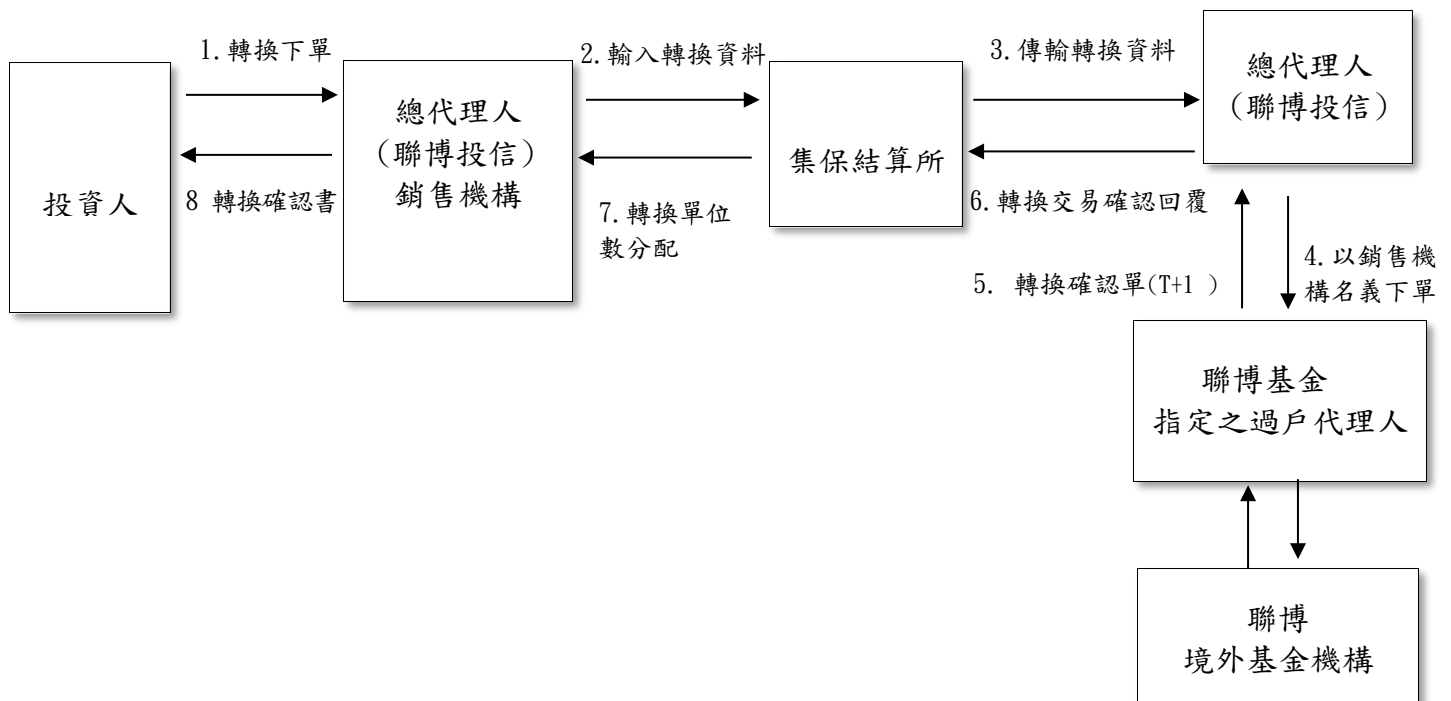 1.轉換下單
2.輸入轉換資料
3.傳輸轉換資料
總代理人
(聯博投信)
總代理人
(聯博投信)
銷售機構
集保結算所
投資人
8 轉換確認書
7.轉換單位
數分配
6.轉換交易確認回覆
4.以銷售機
構名義下單
5. 轉換確認單(T+1 )
聯博基金
指定之過戶代理人
聯博
境外基金機構